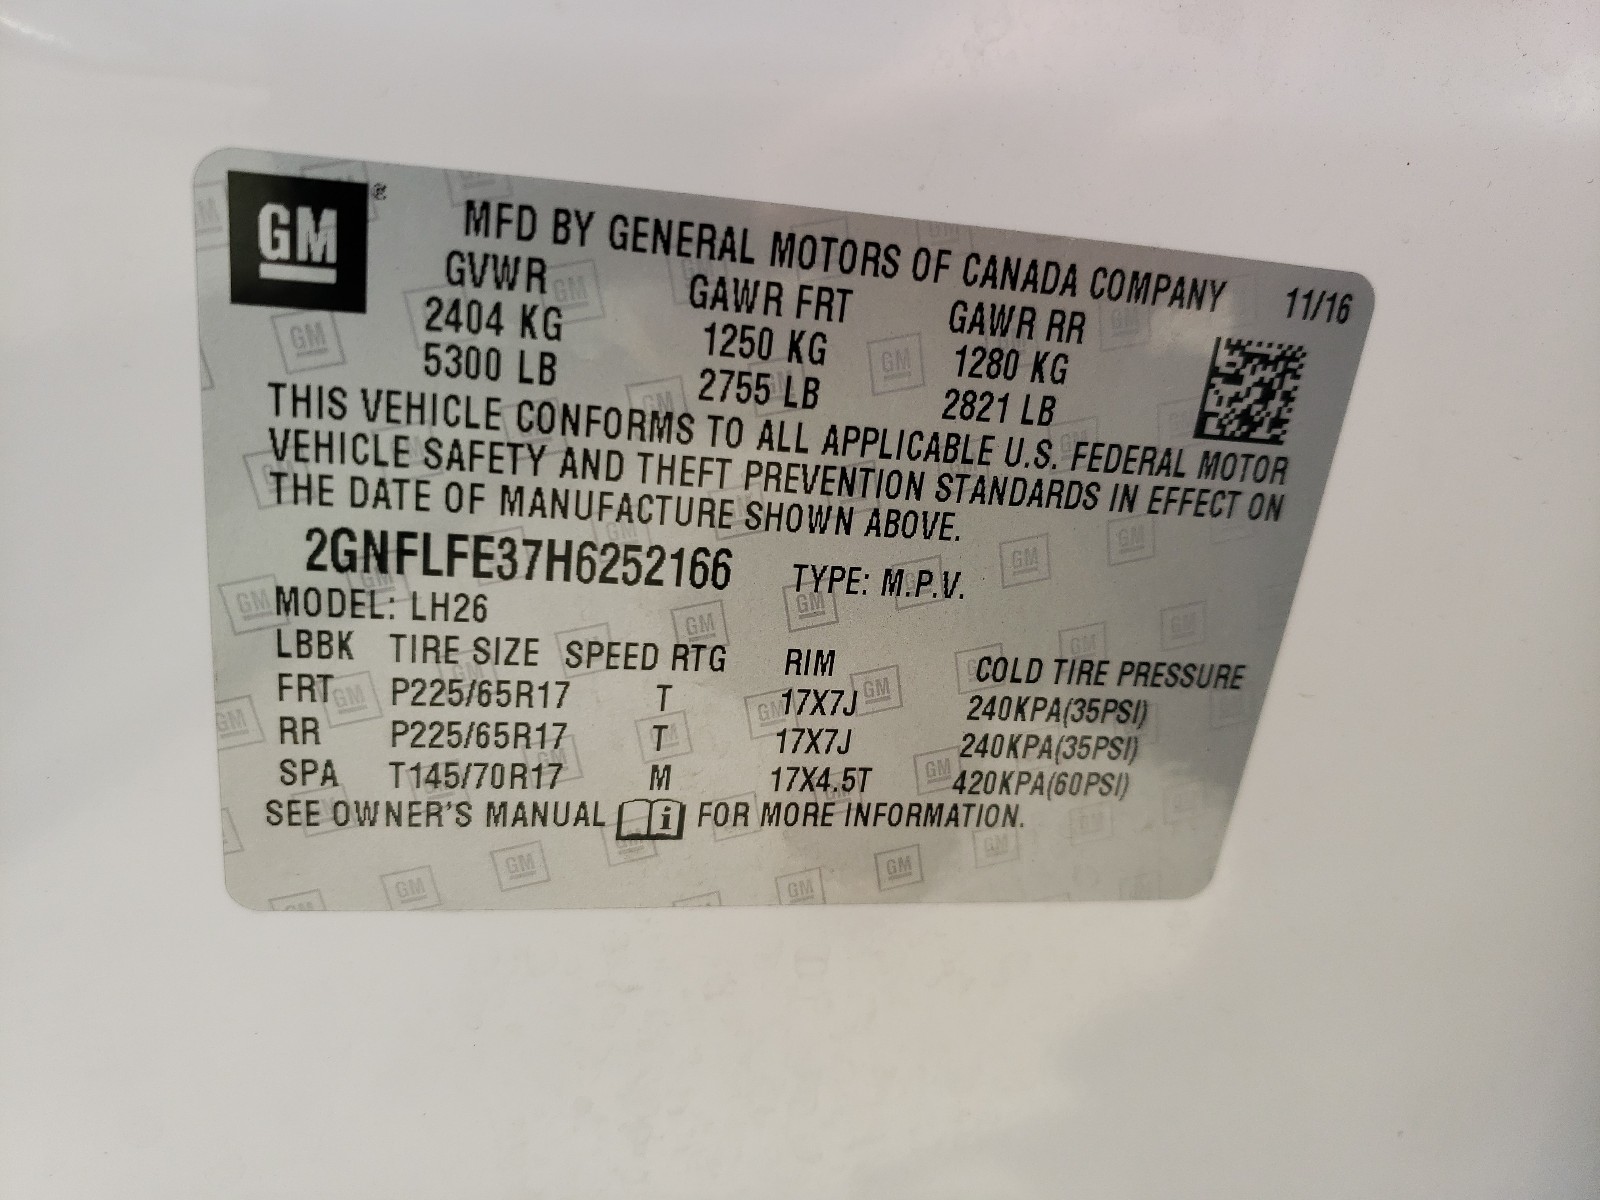 GM ®
MFD BY GENERAL MOTORS OF CANADA COMPANY 11/16
GVWR GAWR FRT GAWR RR
2404 KG 1250 KG 1280 KG
5300 LB 2755 LB 2821 LB
THIS VEHICLE CONFORMS TO ALL APPLICABLE U.S. FEDERAL MOTOR
VEHICLE SAFETY AND THEFT PREVENTION STANDARDS IN EFFECT ON
THE DATE OF MANUFACTURE SHOWN ABOVE.
2GNFLFE37H6252166 TYPE: M.P.V.
MODEL: LH26
LBBK TIRE SIZE SPEED RTG RIM COLD TIRE PRESSURE
FRT P225/65R17 T 17X7J 240KPA(35PSI)
RR P225/65R17 T 17X7J 240KPA(35PSI)
SPA T145/70R17 M 17X4.5T 420KPA(60PSI)
SEE OWNER'S MANUAL i FOR MORE INFORMATION.